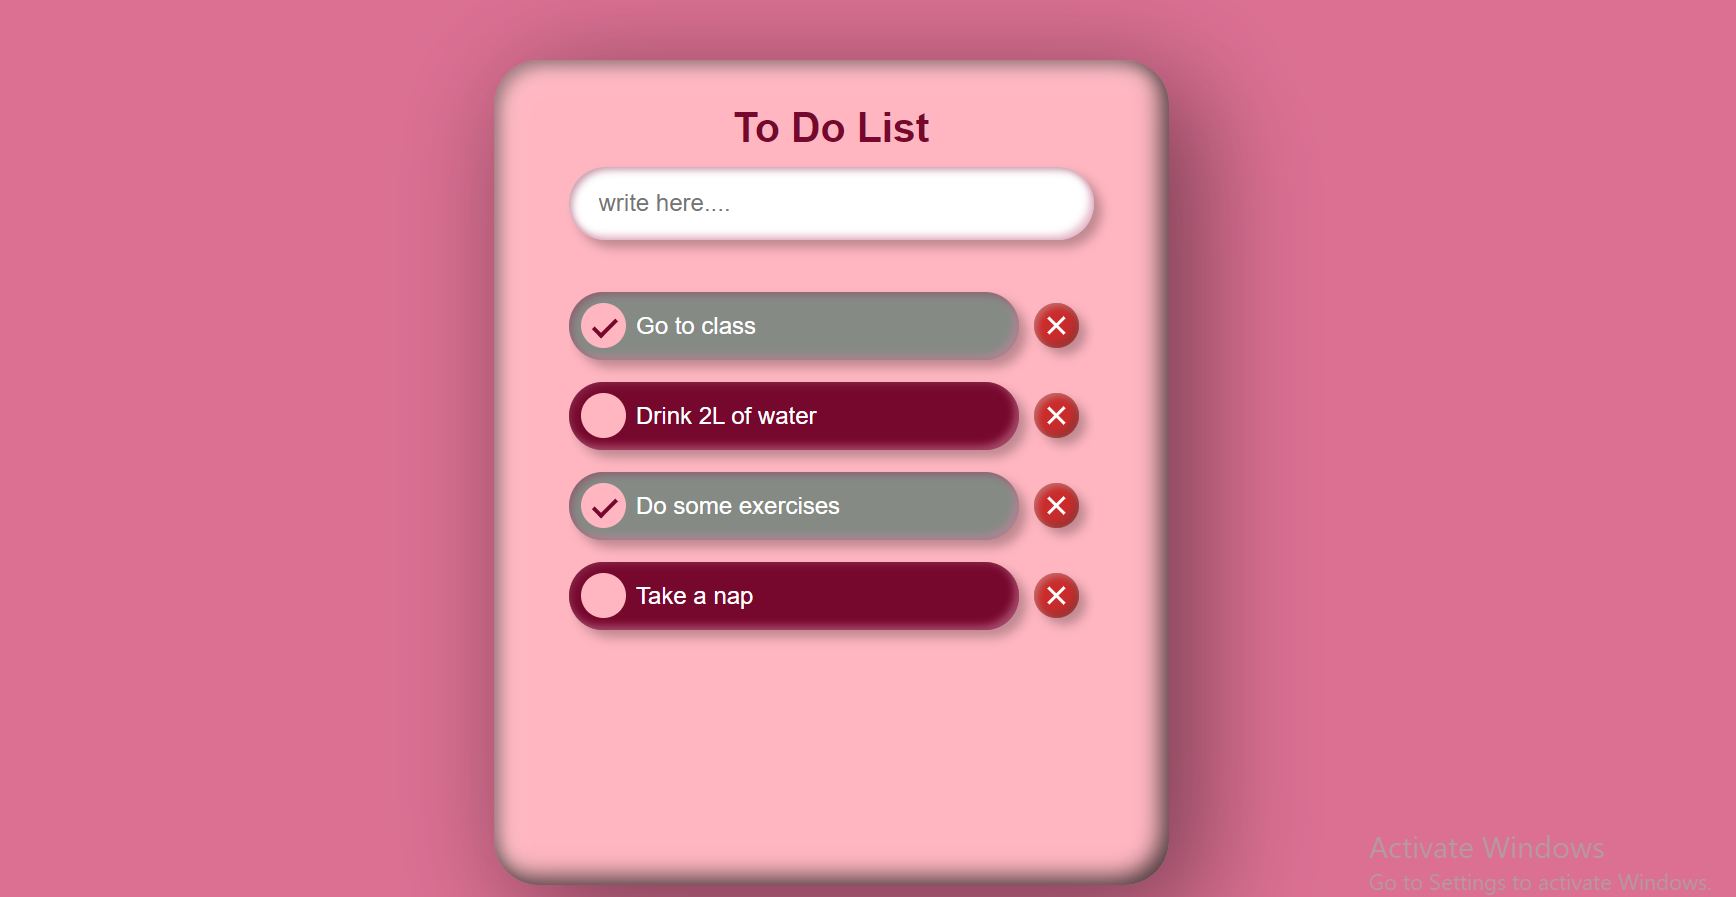 To Do List
write here....
Go to class
Drink 2L of water
Do some exercises
Take a nap
Activate Windows
Go to Settings to activate Windows.